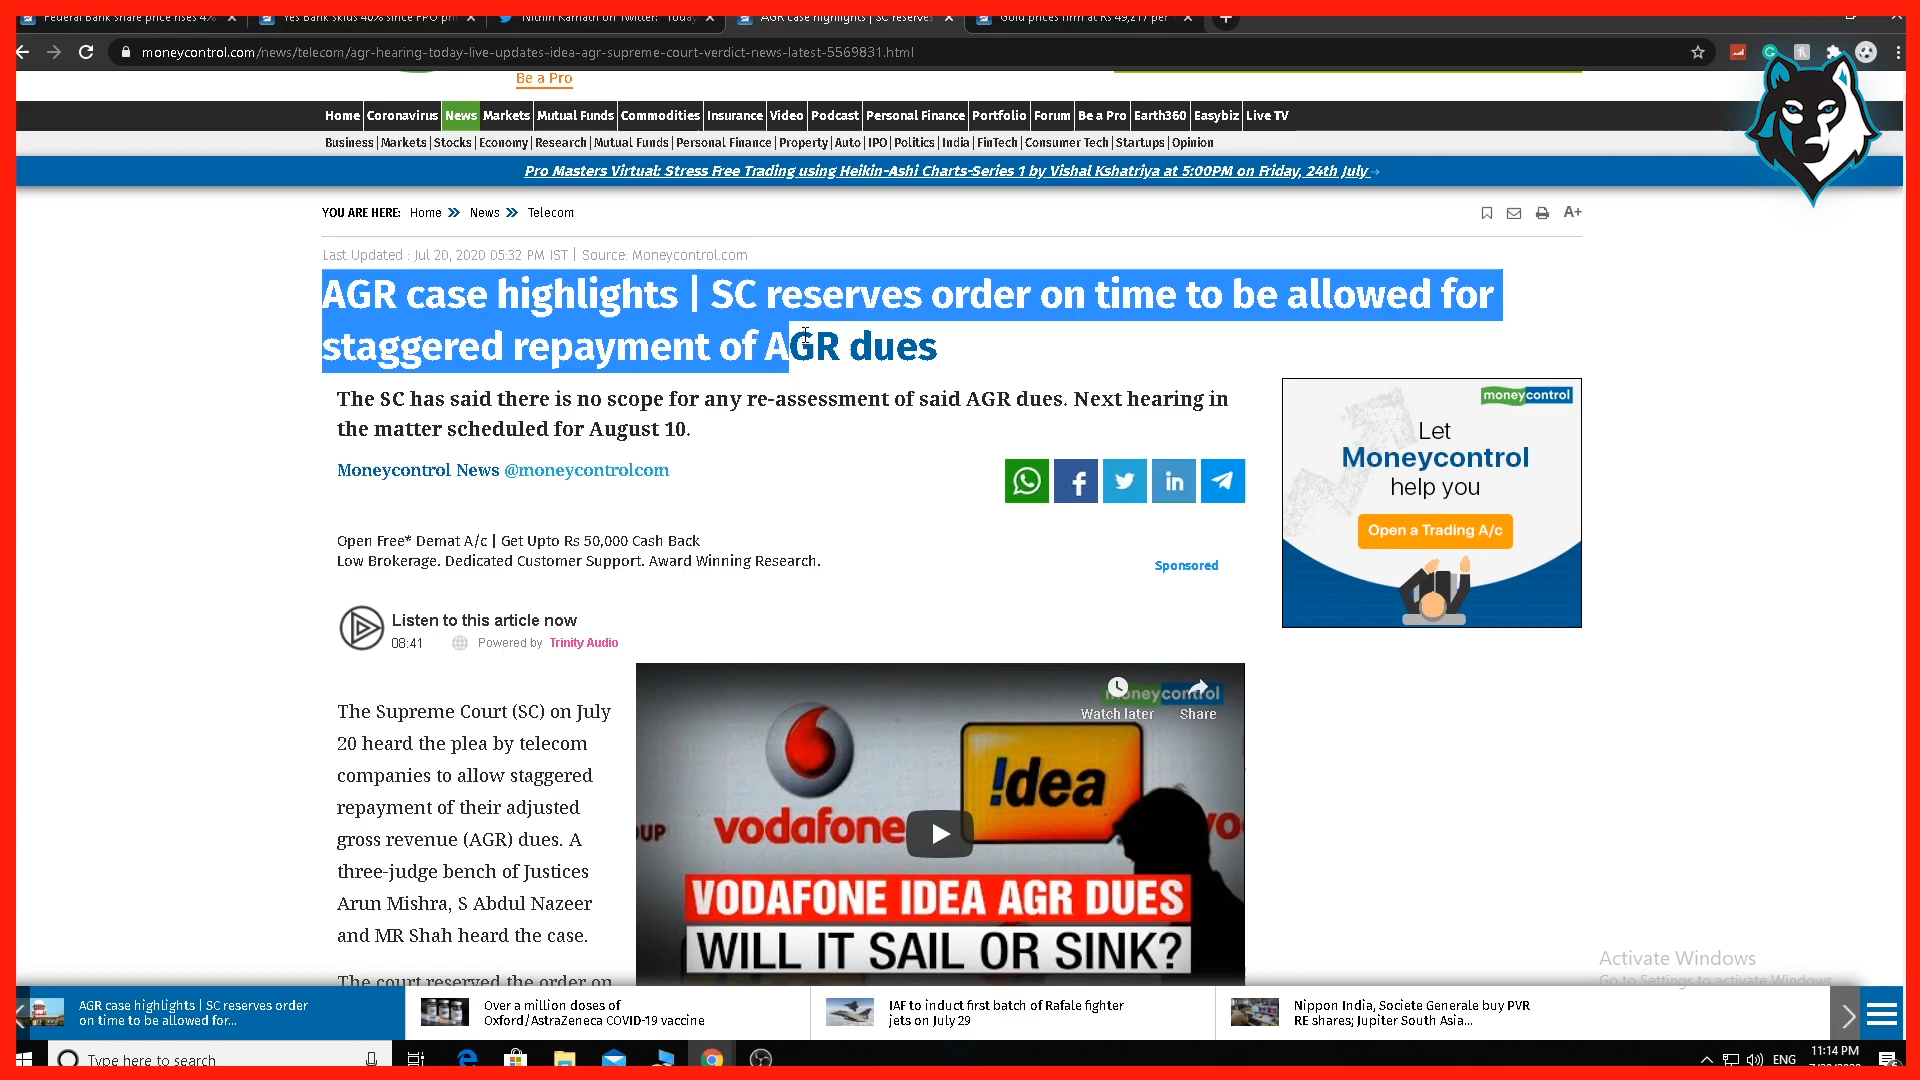 Federal Bank share price rises 4%
Yes Bank skids 40% since FPO pri
Nithin Kamath on Twitter: "Today
AGR case highlights | SC reserves
Gold prices firm at Rs 49,217 per
moneycontrol.com/news/telecom/agr-hearing-today-live-updates-idea-agr-supreme-court-verdict-news-latest-5569831.html
Be a Pro
Home Coronavirus News Markets Mutual Funds Commodities Insurance Video Podcast Personal Finance Portfolio Forum Be a Pro Earth360 Easybiz Live TV
Business | Markets | Stocks | Economy | Research | Mutual Funds | Personal Finance | Property | Auto | IPO | Politics | India | FinTech | Consumer Tech | Startups | Opinion
Pro Masters Virtual: Stress Free Trading using Heikin-Ashi Charts-Series 1 by Vishal Kshatriya at 5:00PM on Friday, 24th July
YOU ARE HERE: Home News Telecom
A+
Last Updated : Jul 20, 2020 05:32 PM IST | Source: Moneycontrol.com
AGR case highlights | SC reserves order on time to be allowed for
staggered repayment of AGR dues
The SC has said there is no scope for any re-assessment of said AGR dues. Next hearing in
the matter scheduled for August 10.
Moneycontrol News @moneycontrolcom
Open Free* Demat A/c | Get Upto Rs 50,000 Cash Back
Low Brokerage. Dedicated Customer Support. Award Winning Research.
Sponsored
moneycontrol
Let
Moneycontrol
help you
Open a Trading A/c
Listen to this article now
08:41 Powered by Trinity Audio
The Supreme Court (SC) on July
20 heard the plea by telecom
companies to allow staggered
repayment of their adjusted
gross revenue (AGR) dues. A
three-judge bench of Justices
Arun Mishra, S Abdul Nazeer
and MR Shah heard the case.
The court reserved the order on
moneycontrol
Watch later Share
!dea
vodafone
VODAFONE IDEA AGR DUES
WILL IT SAIL OR SINK?
Activate Windows
Go to Settings to activate Windows.
AGR case highlights | SC reserves order
on time to be allowed for...
Over a million doses of
Oxford/AstraZeneca COVID-19 vaccine
IAF to induct first batch of Rafale fighter
jets on July 29
Nippon India, Societe Generale buy PVR
RE shares; Jupiter South Asia...
Type here to search
ENG
11:14 PM